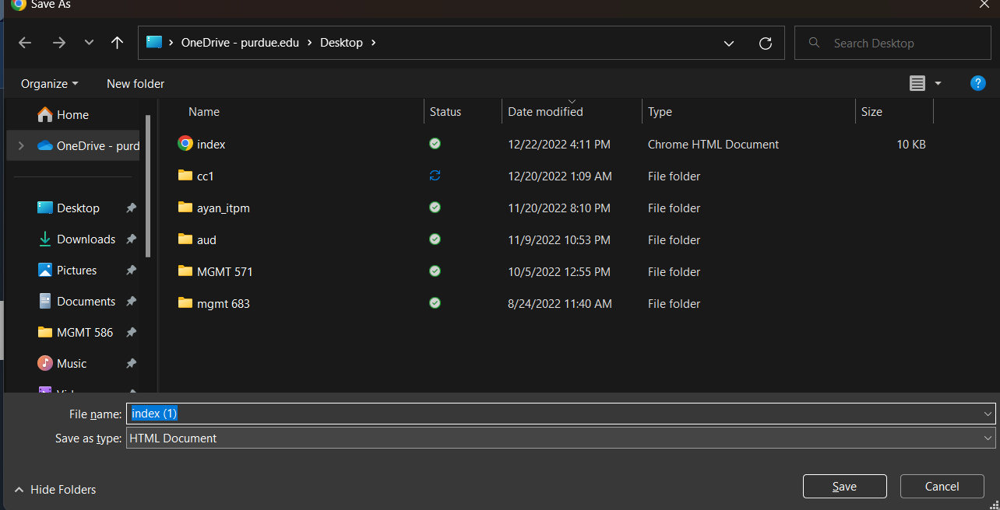 Save As
OneDrive - purdue.edu Desktop
Search Desktop
Organize New folder
Home
OneDrive - purd
Desktop
Downloads
Pictures
Documents
MGMT 586
Music
Name Status Date modified Type Size
index 12/22/2022 4:11 PM Chrome HTML Document 10 KB
cc1 12/20/2022 1:09 AM File folder
ayan_itpm 11/20/2022 8:10 PM File folder
aud 11/9/2022 10:53 PM File folder
MGMT 571 10/5/2022 12:55 PM File folder
mgmt 683 8/24/2022 11:40 AM File folder
File name: index (1)
Save as type: HTML Document
Hide Folders
Save Cancel